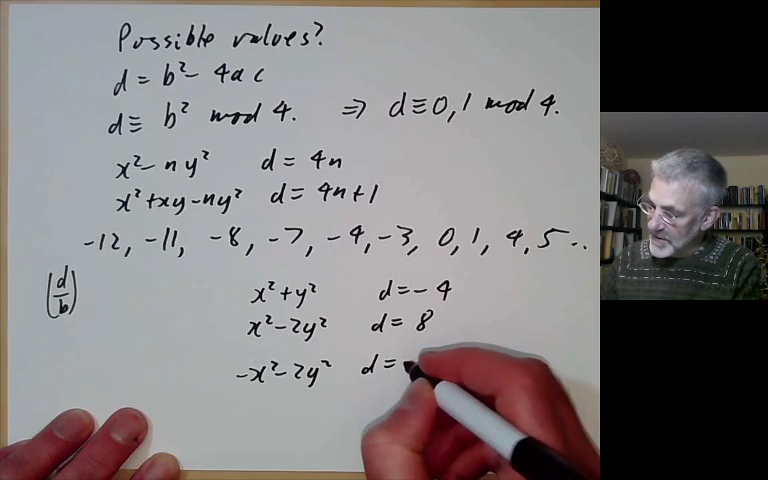 Possible values?
d = b² - 4ac
d ≡ b² mod 4. ⇒ d ≡ 0, 1 mod 4.
x² - ny² d = 4n
x² + xy - ny² d = 4n+1
-12, -11, -8, -7, -4, -3, 0, 1, 4, 5 ..
(d/b)
x² + y² d = -4
x² - 2y² d = 8
-x² - 2y² d =